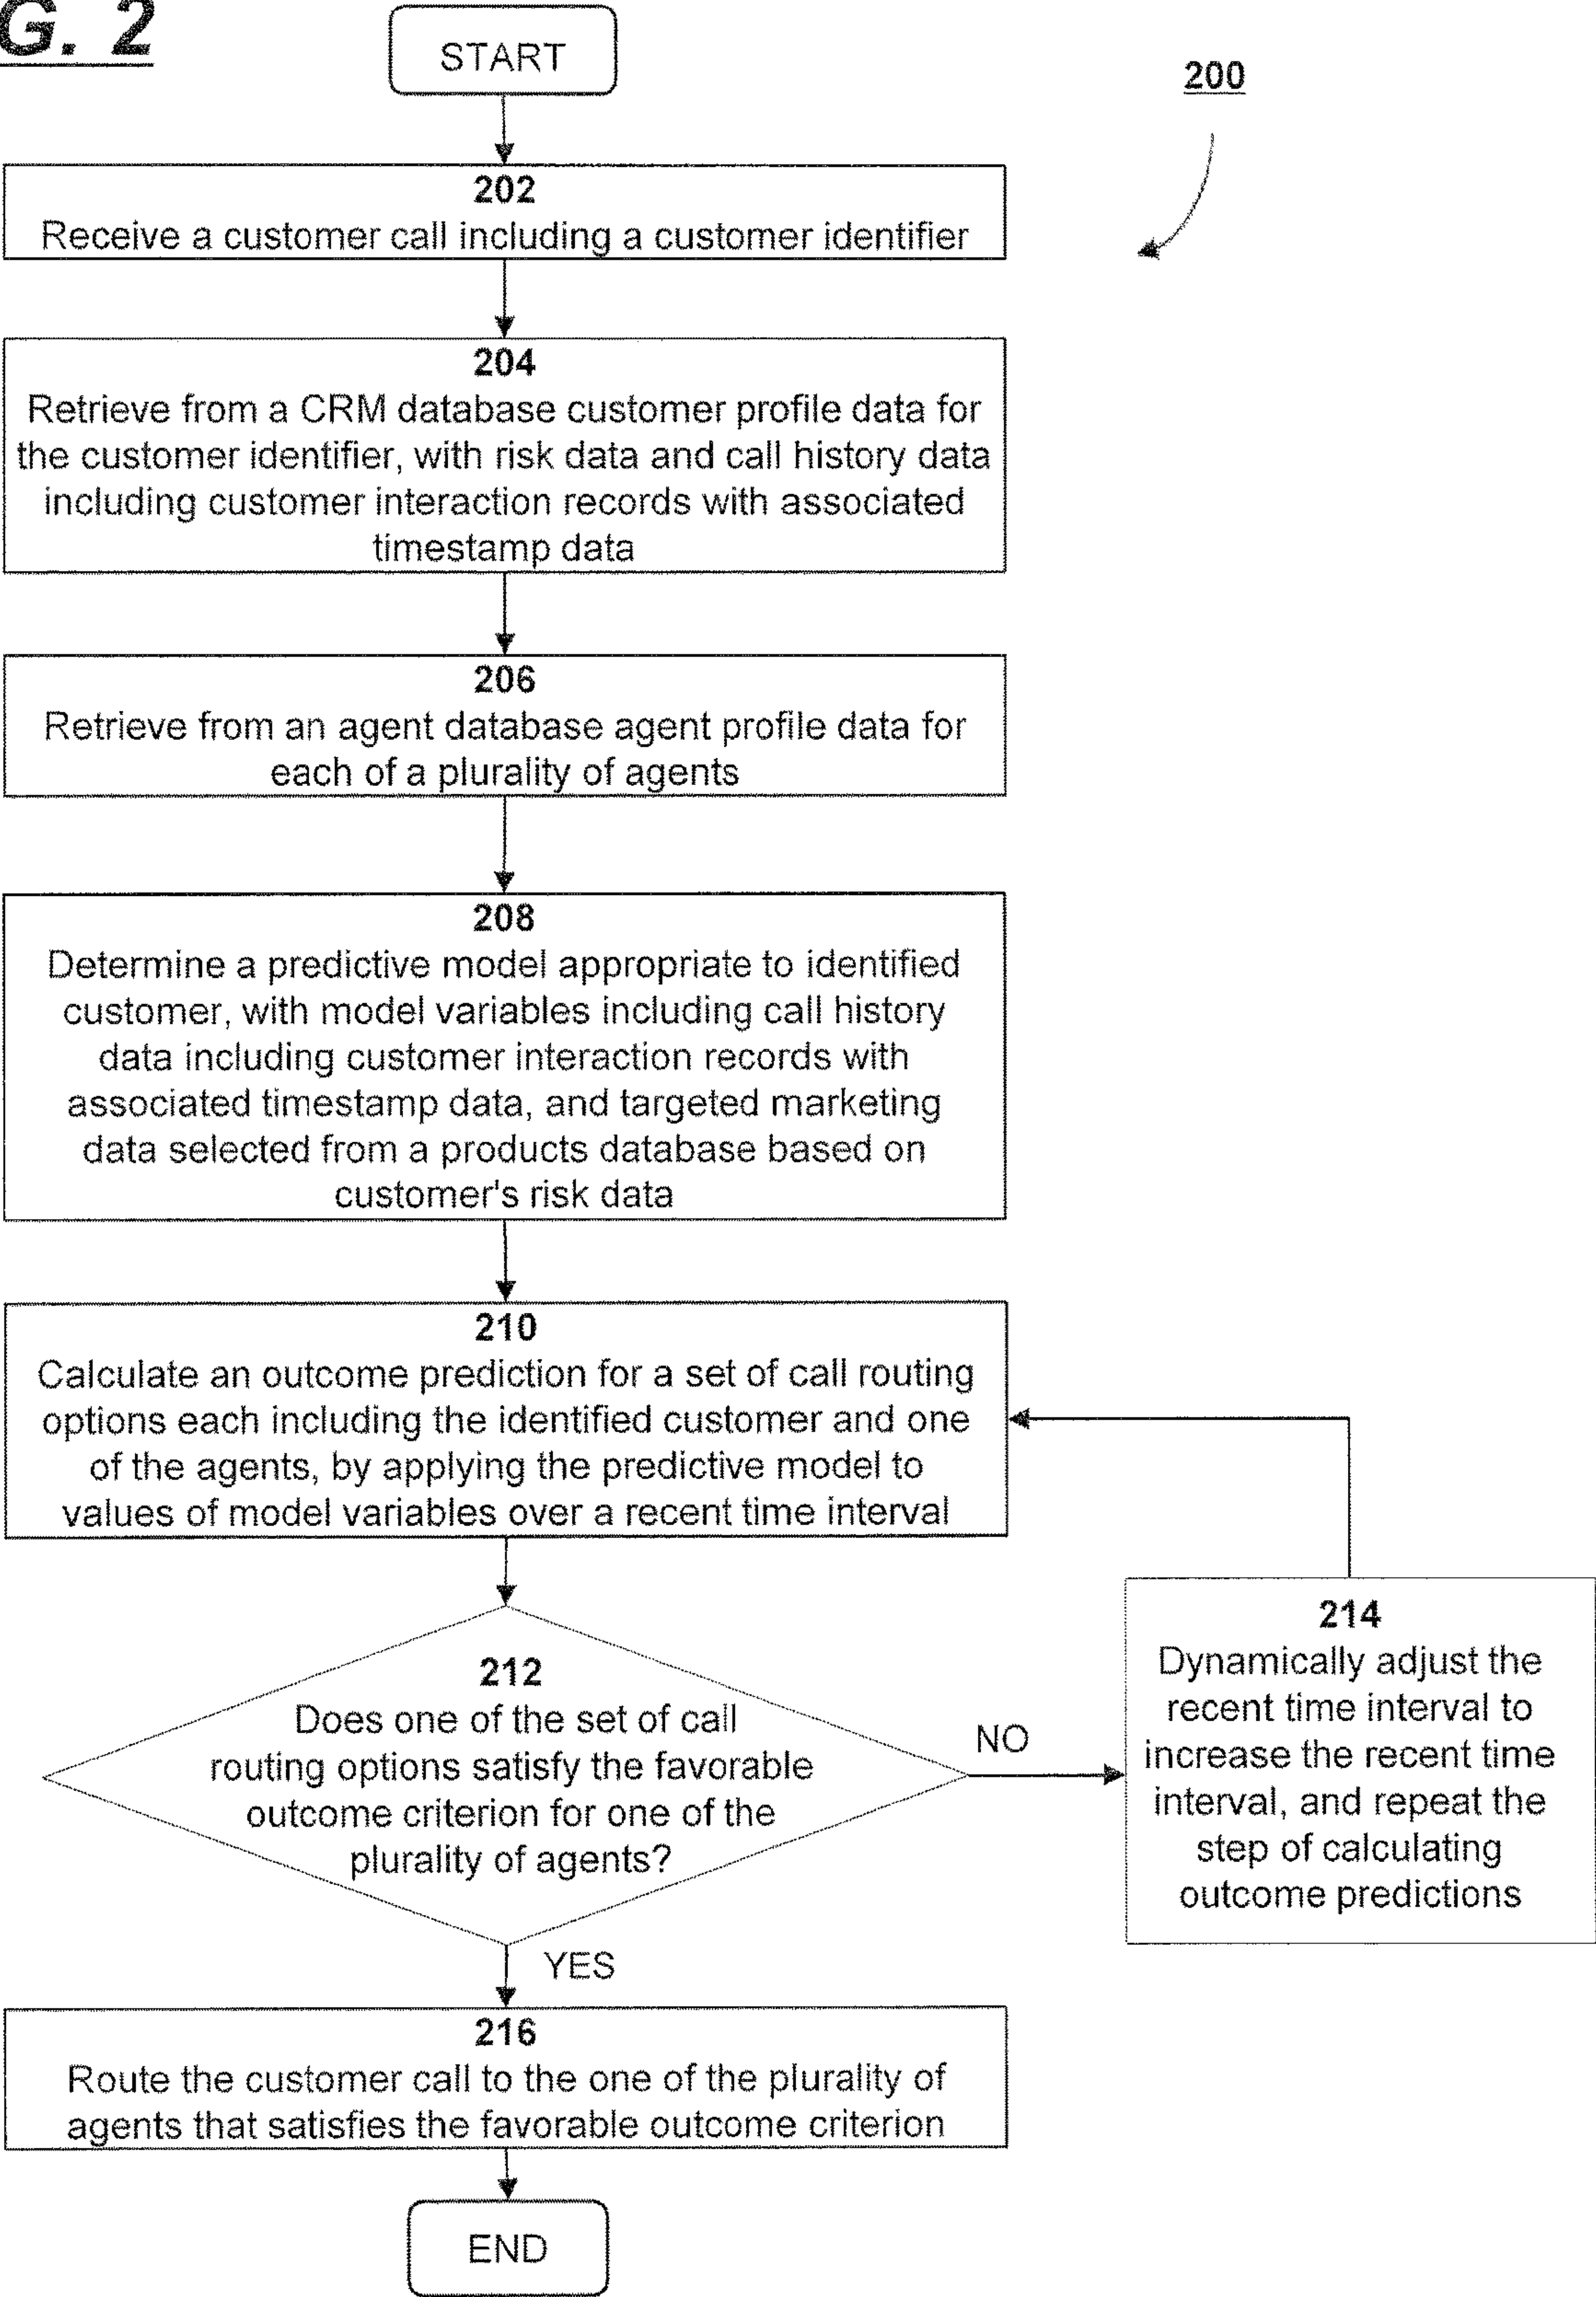 G. 2
START
200
202
Receive a customer call including a customer identifier
204
Retrieve from a CRM database customer profile data for
the customer identifier, with risk data and call history data
including customer interaction records with associated
timestamp data
206
Retrieve from an agent database agent profile data for
each of a plurality of agents
208
Determine a predictive model appropriate to identified
customer, with model variables including call history
data including customer interaction records with
associated timestamp data, and targeted marketing
data selected from a products database based on
customer's risk data
210
Calculate an outcome prediction for a set of call routing
options each including the identified customer and one
of the agents, by applying the predictive model to
values of model variables over a recent time interval
212
Does one of the set of call
routing options satisfy the favorable
outcome criterion for one of the
plurality of agents?
NO
214
Dynamically adjust the
recent time interval to
increase the recent time
interval, and repeat the
step of calculating
outcome predictions
YES
216
Route the customer call to the one of the plurality of
agents that satisfies the favorable outcome criterion
END